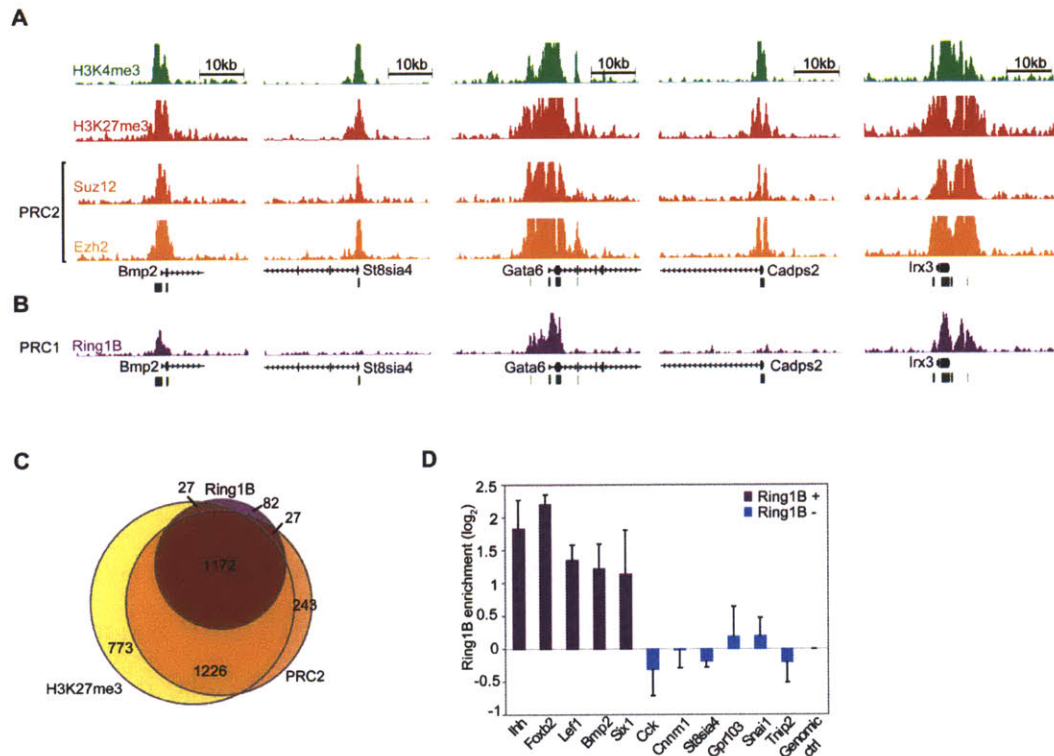 A
H3K4me3
10kb 10kb 10kb 10kb 10kb
H3K27me3
PRC2
Suz12
Ezh2
Bmp2 St8sia4 Gata6 Cadps2 Irx3
B
PRC1 Ring1B
Bmp2 St8sia4 Gata6 Cadps2 Irx3
C
27 Ring1B
82
27
1172
243
773
1226
H3K27me3
PRC2
D
Ring1B enrichment (log2)
2.5
2
1.5
1
0.5
0
-0.5
-1
Ring1B +
Ring1B -
Ihh Foxb2 Lef1 Bmp2 Six1 Cck Cnnm1 St8sia4 Gpr103 Snai1 Tnip2 Genomic ctrl